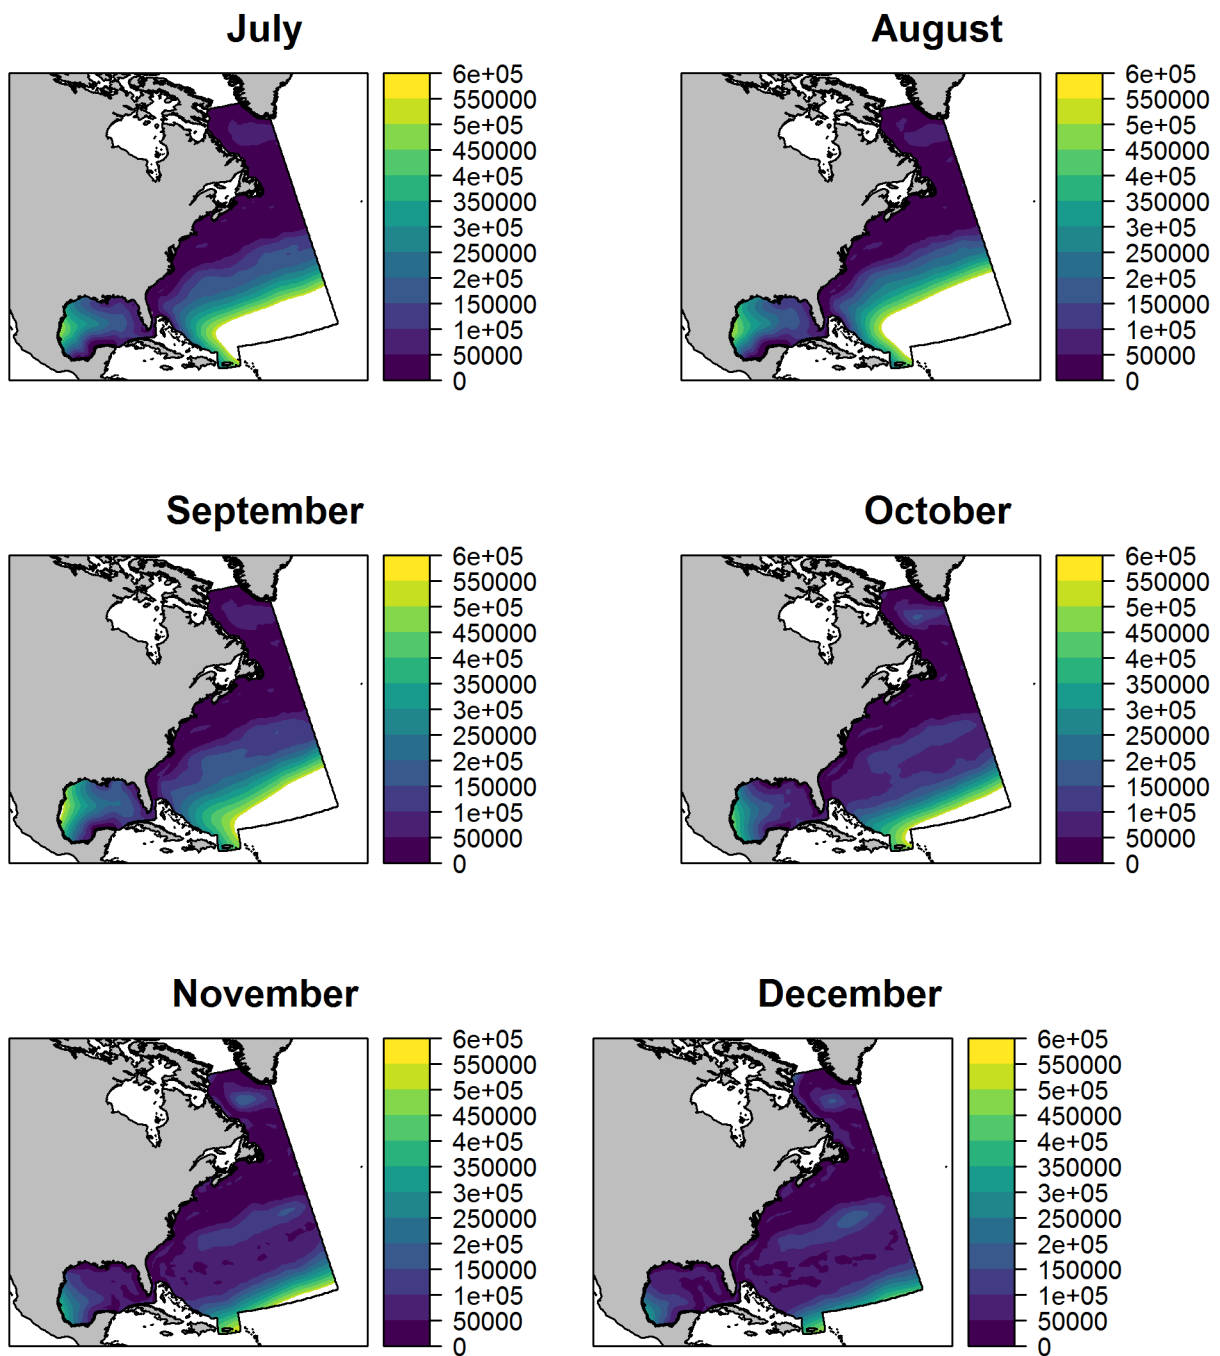 July
August
6e+05
550000
5e+05
450000
4e+05
350000
3e+05
250000
2e+05
150000
1e+05
50000
0
6e+05
550000
5e+05
450000
4e+05
350000
3e+05
250000
2e+05
150000
1e+05
50000
0
September
October
6e+05
550000
5e+05
450000
4e+05
350000
3e+05
250000
2e+05
150000
1e+05
50000
0
6e+05
550000
5e+05
450000
4e+05
350000
3e+05
250000
2e+05
150000
1e+05
50000
0
November
December
6e+05
550000
5e+05
450000
4e+05
350000
3e+05
250000
2e+05
150000
1e+05
50000
0
6e+05
550000
5e+05
450000
4e+05
350000
3e+05
250000
2e+05
150000
1e+05
50000
0